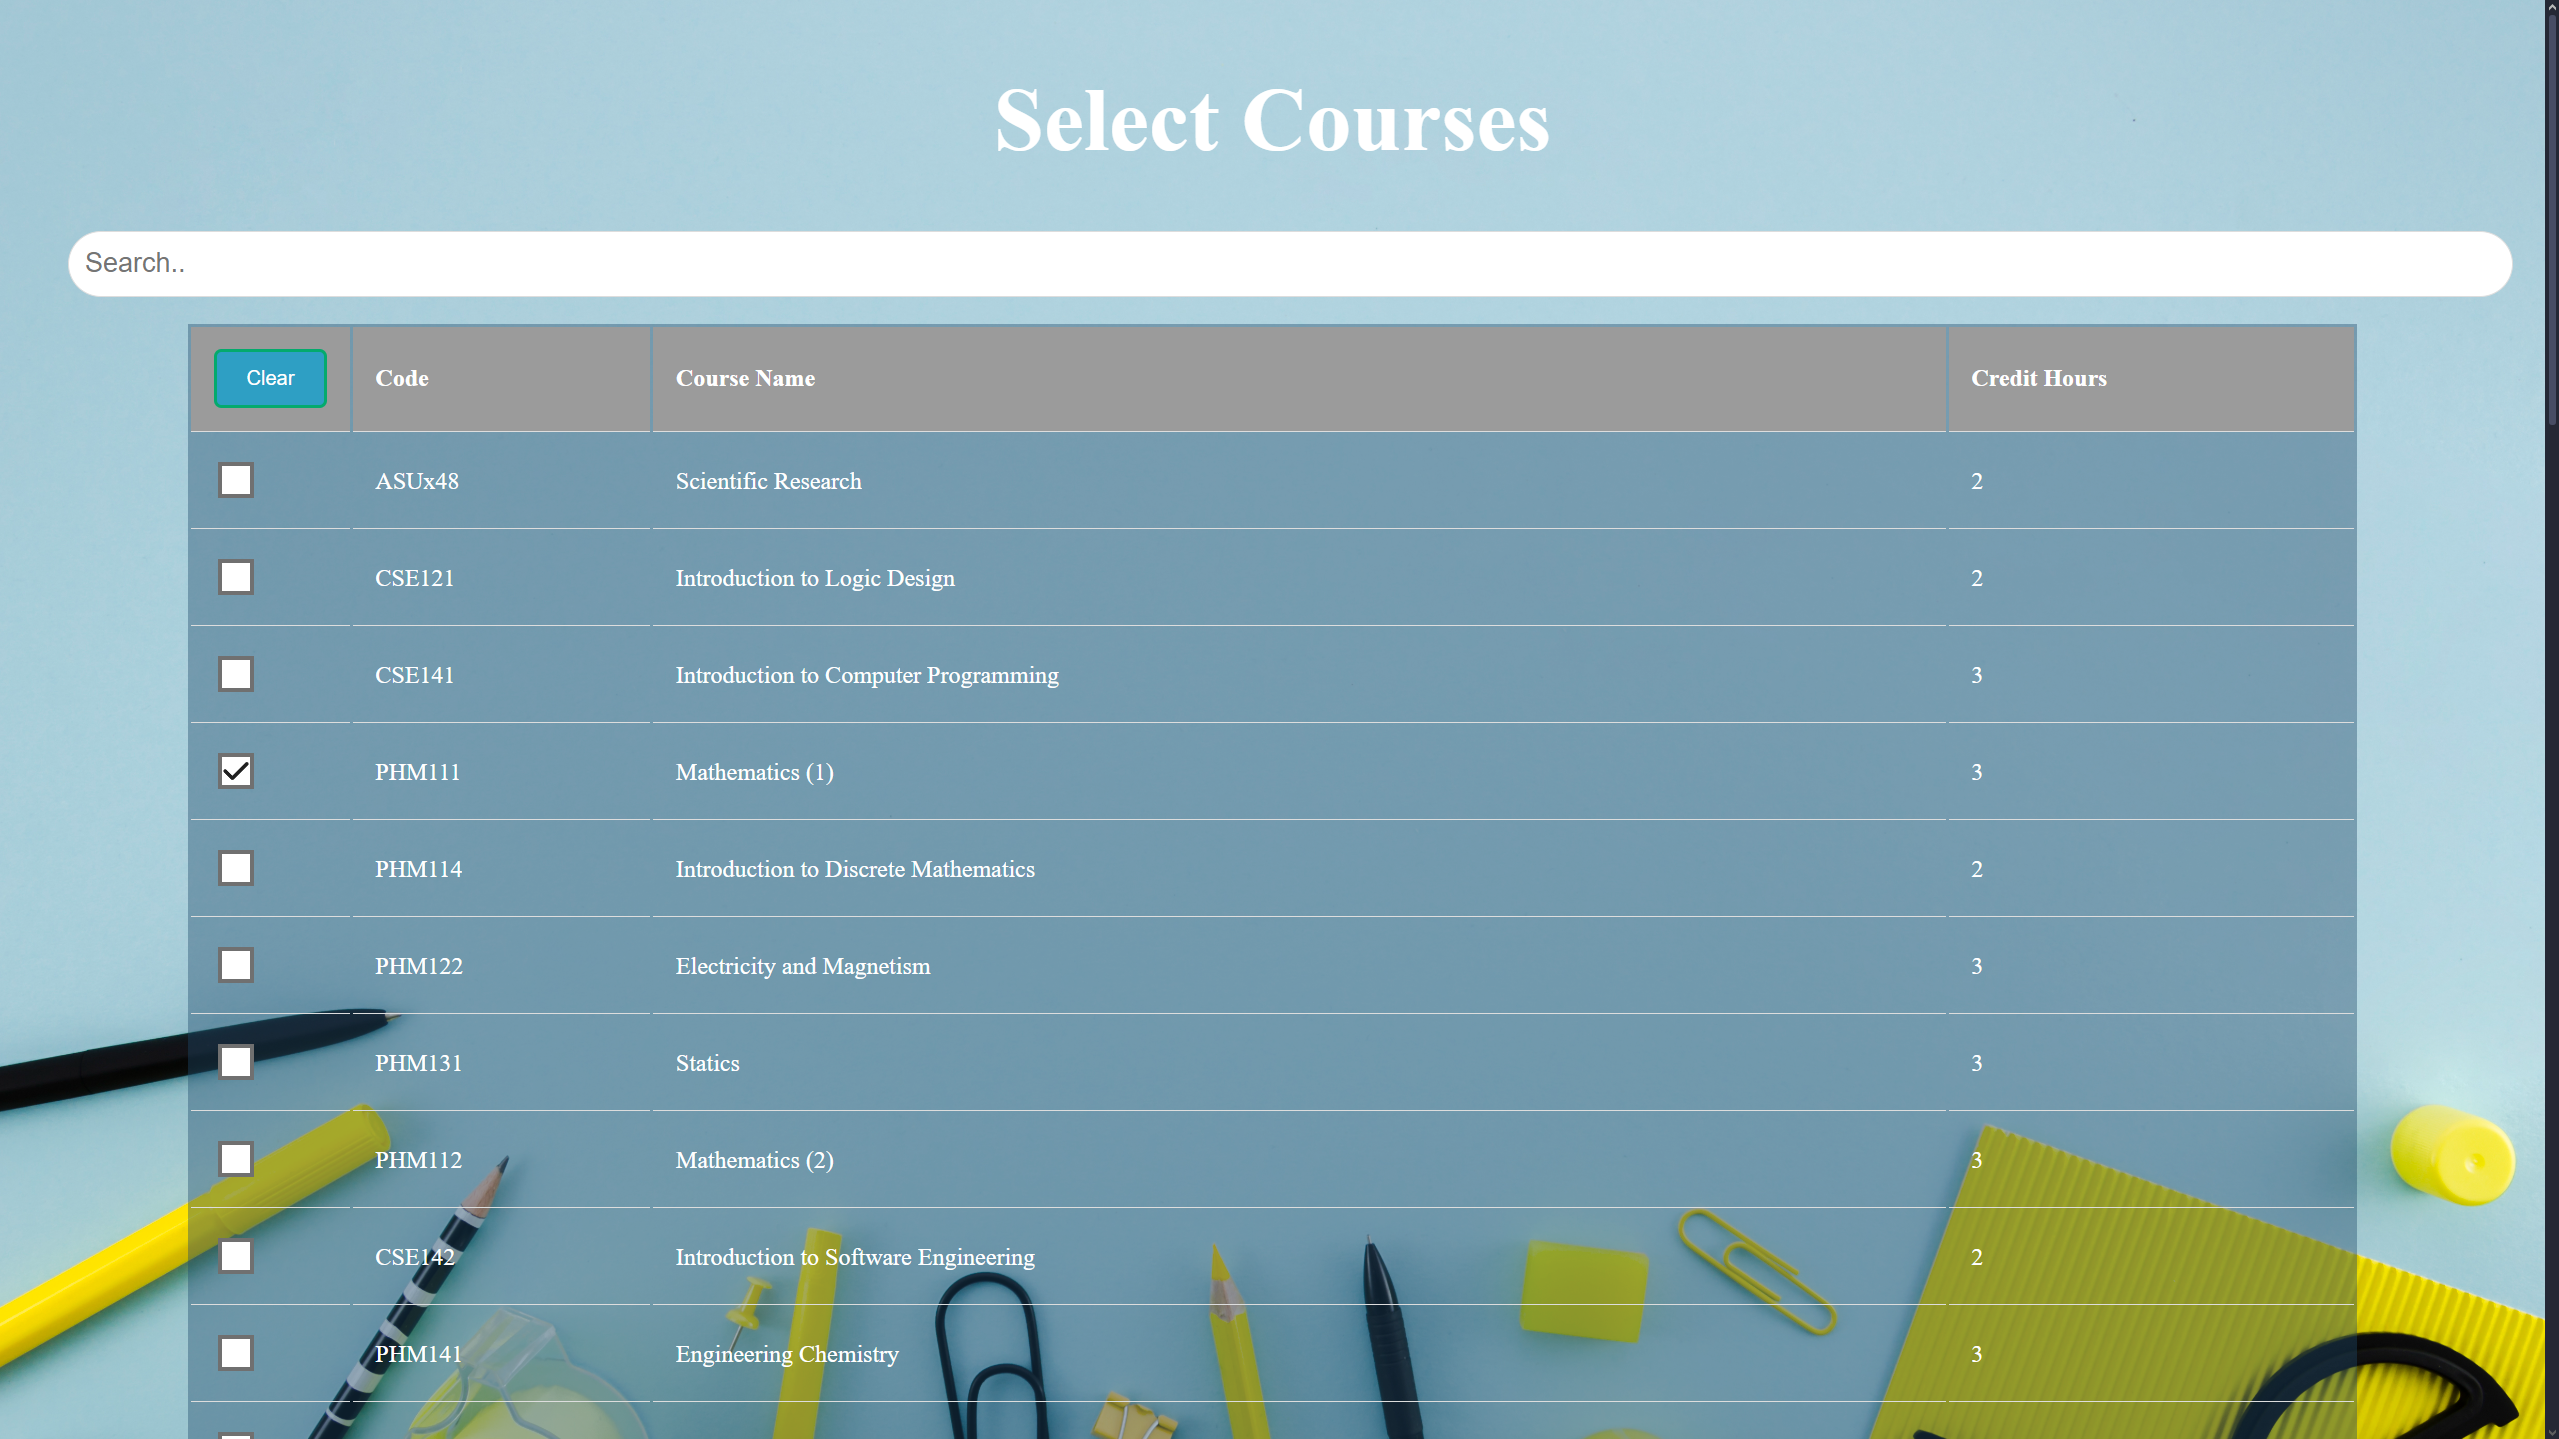 Select Courses
Search..
Clear Code Course Name Credit Hours
ASUx48 Scientific Research 2
CSE121 Introduction to Logic Design 2
CSE141 Introduction to Computer Programming 3
PHM111 Mathematics (1) 3
PHM114 Introduction to Discrete Mathematics 2
PHM122 Electricity and Magnetism 3
PHM131 Statics 3
PHM112 Mathematics (2) 3
CSE142 Introduction to Software Engineering 2
PHM141 Engineering Chemistry 3